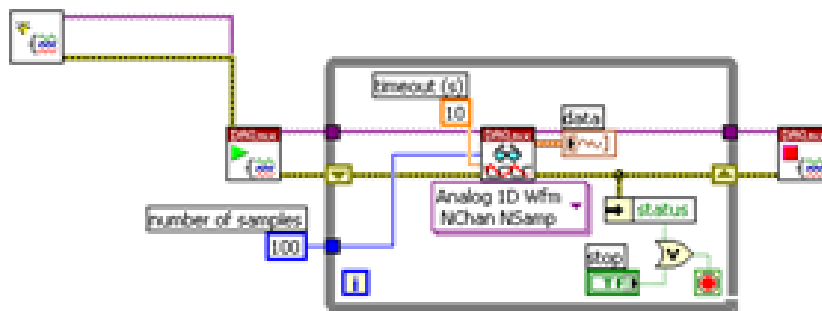 timeout (s)
10
data
DAQmx
DAQmx
DAQmx
Analog 1D Wfm
NChan NSamp
number of samples
100
status
stop
TF
i